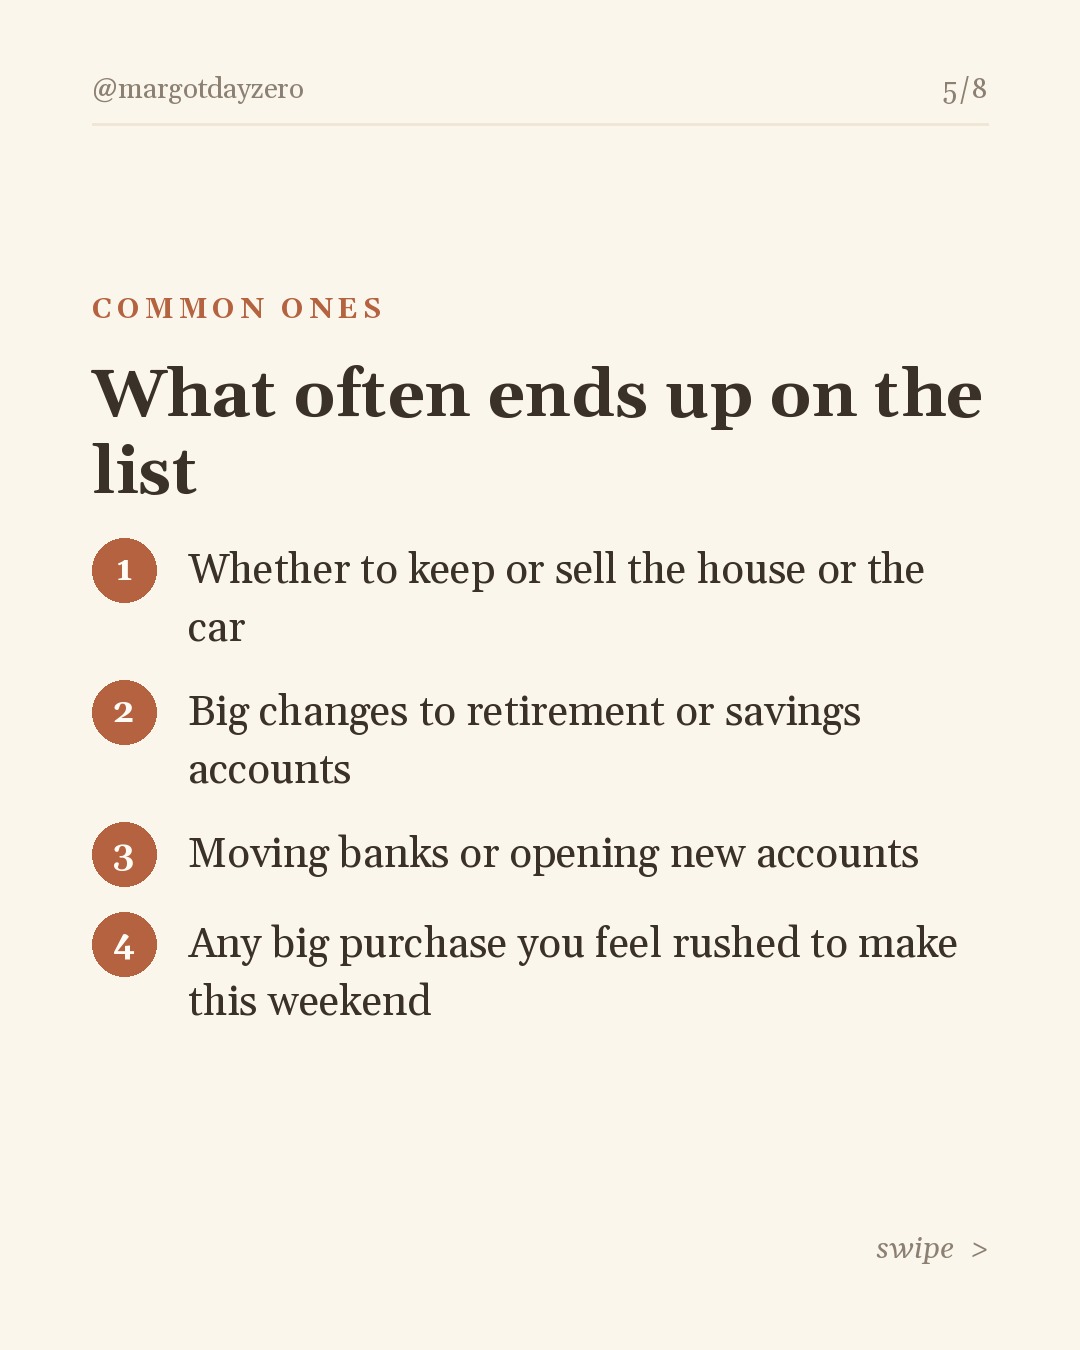 @margotdayzero
5/8
COMMON ONES
What often ends up on the
list
1 Whether to keep or sell the house or the
car
2 Big changes to retirement or savings
accounts
3 Moving banks or opening new accounts
4 Any big purchase you feel rushed to make
this weekend
swipe >